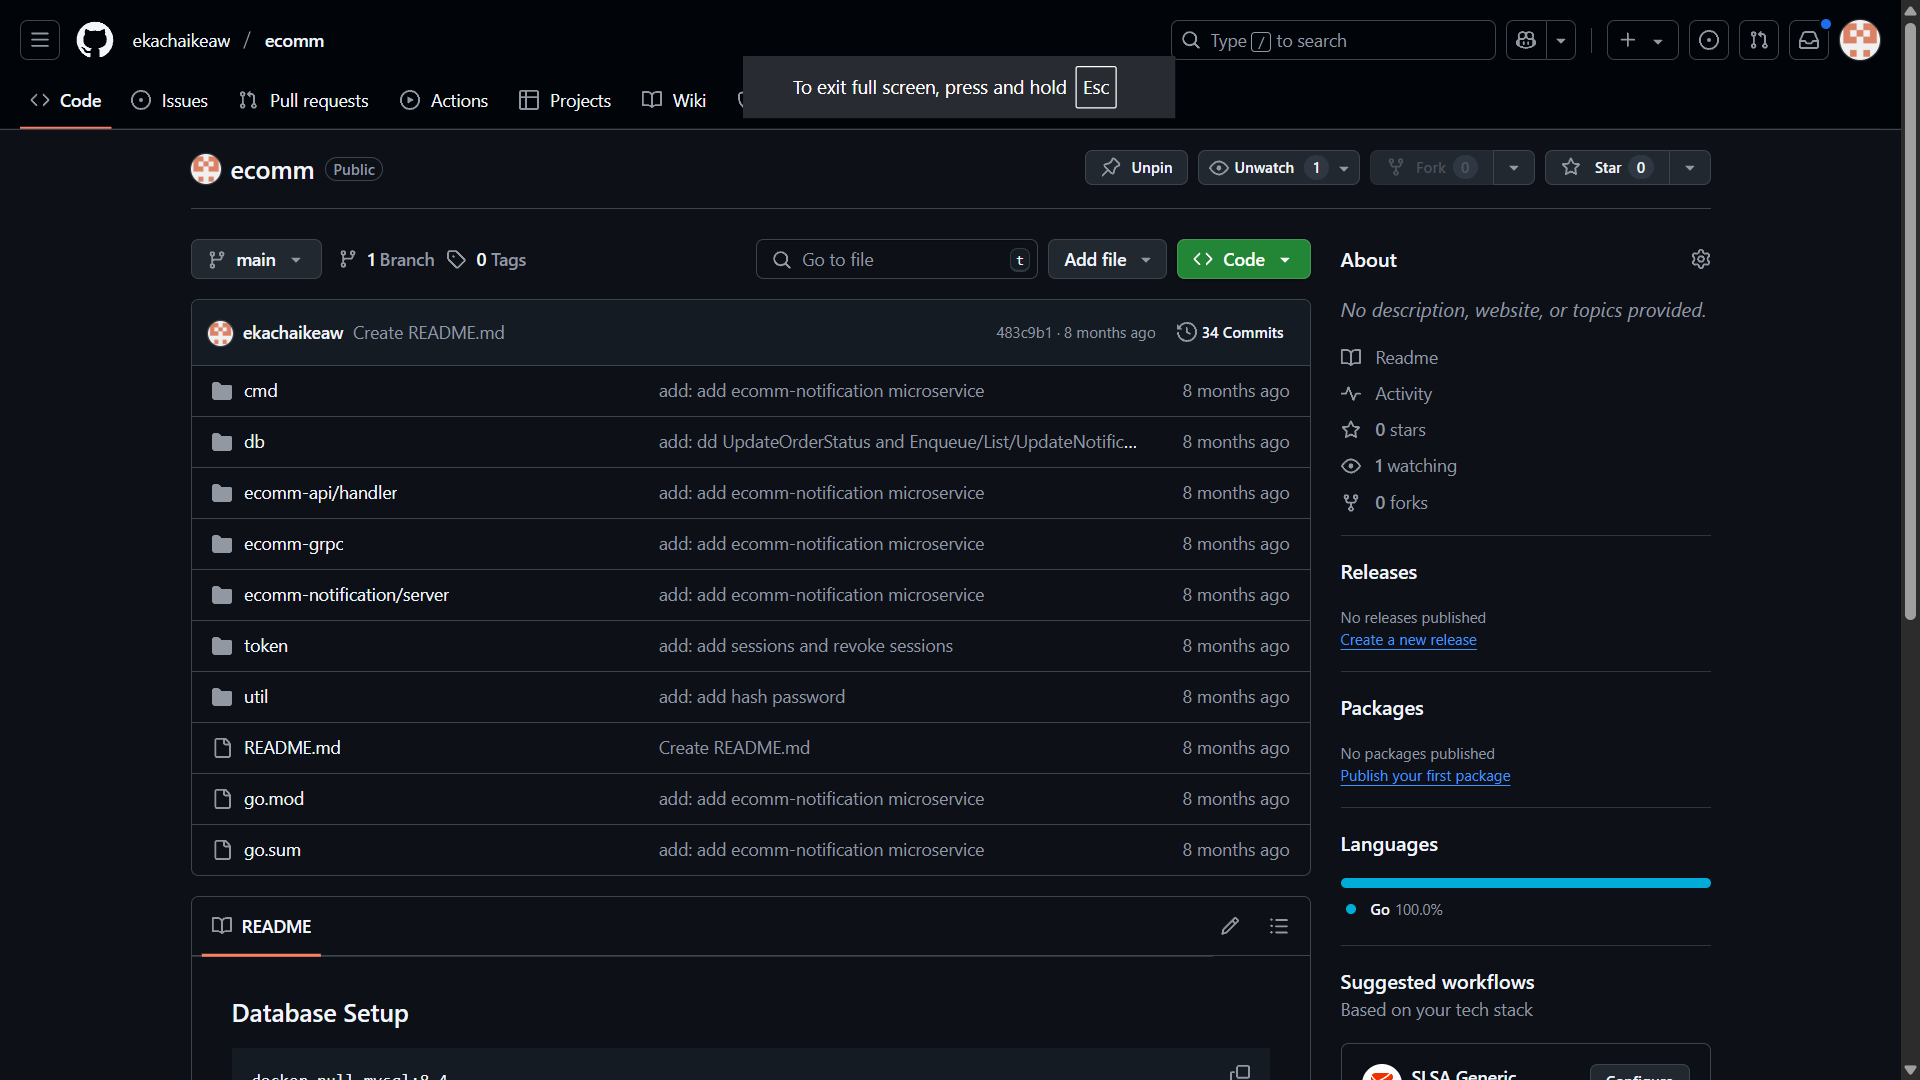 ekachaikeaw / ecomm
Type / to search
To exit full screen, press and hold Esc
Code
Issues
Pull requests
Actions
Projects
Wiki
ecomm Public
Unpin
Unwatch 1
Fork 0
Star 0
main
1 Branch
0 Tags
Go to file t
Add file
Code
ekachaikeaw Create README.md 483c9b1 · 8 months ago 34 Commits
cmd add: add ecomm-notification microservice 8 months ago
db add: dd UpdateOrderStatus and Enqueue/List/UpdateNotific... 8 months ago
ecomm-api/handler add: add ecomm-notification microservice 8 months ago
ecomm-grpc add: add ecomm-notification microservice 8 months ago
ecomm-notification/server add: add ecomm-notification microservice 8 months ago
token add: add sessions and revoke sessions 8 months ago
util add: add hash password 8 months ago
README.md Create README.md 8 months ago
go.mod add: add ecomm-notification microservice 8 months ago
go.sum add: add ecomm-notification microservice 8 months ago
README
Database Setup
docker pull mysql:8.4
About
No description, website, or topics provided.
Readme
Activity
0 stars
1 watching
0 forks
Releases
No releases published
Create a new release
Packages
No packages published
Publish your first package
Languages
Go 100.0%
Suggested workflows
Based on your tech stack
SLSA Generic
Configure